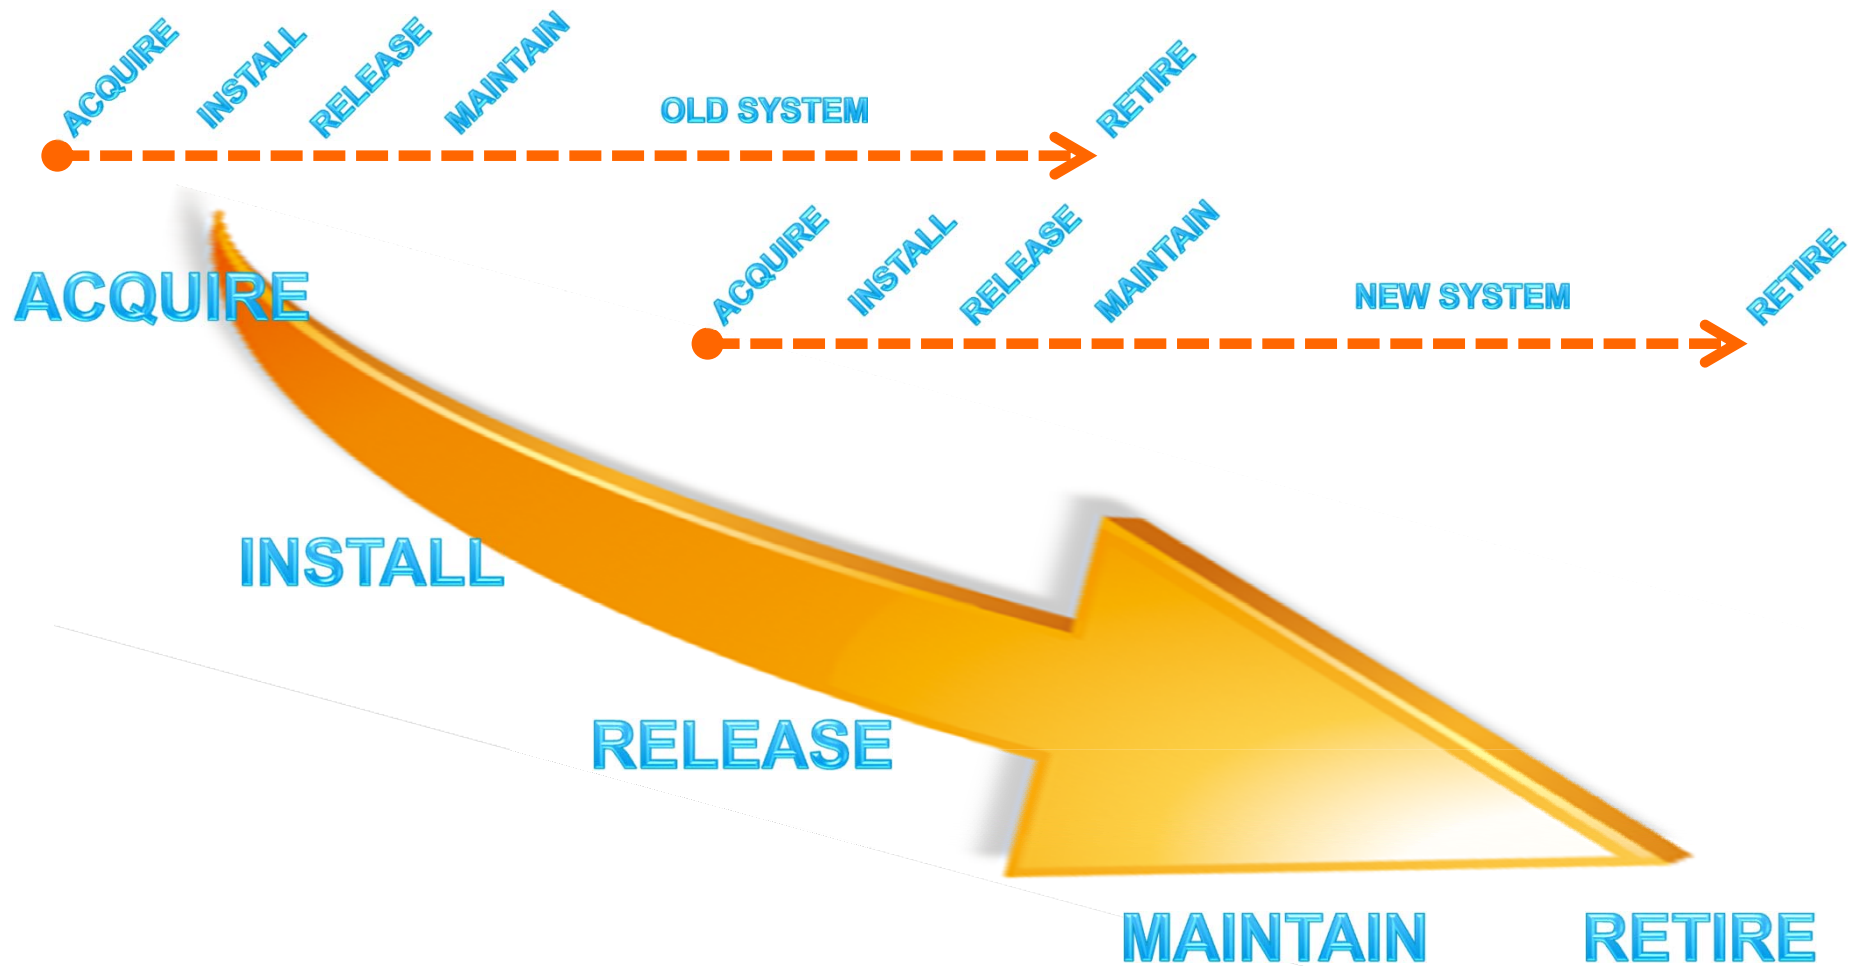 ACQUIRE
INSTALL
RELEASE
MAINTAIN
OLD SYSTEM
RETIRE
ACQUIRE
INSTALL
RELEASE
MAINTAIN
NEW SYSTEM
RETIRE
ACQUIRE
INSTALL
RELEASE
MAINTAIN
RETIRE